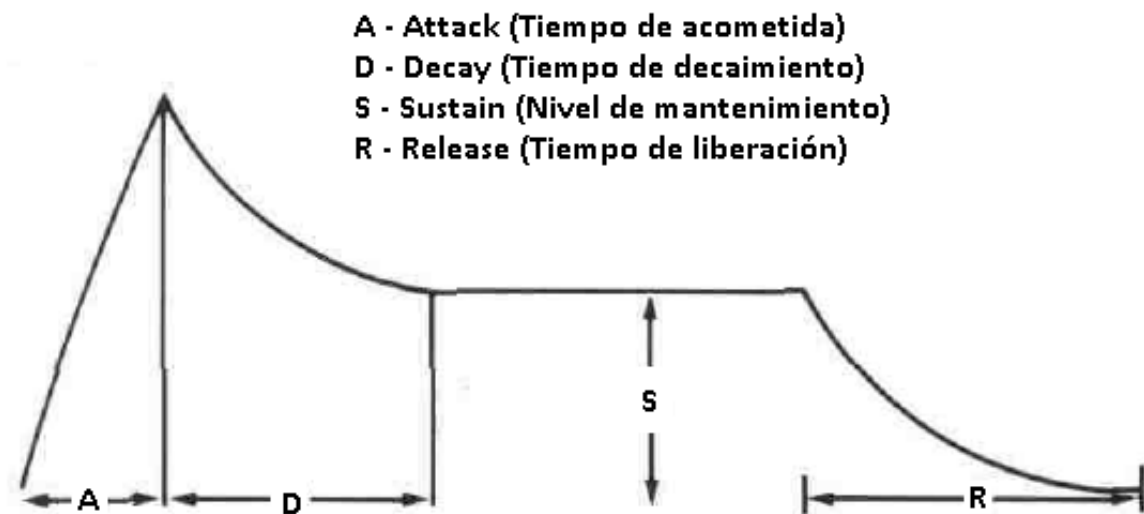 A - Attack (Tiempo de acometida)
D - Decay (Tiempo de decaimiento)
S - Sustain (Nivel de mantenimiento)
R - Release (Tiempo de liberación)
S
A
D
R